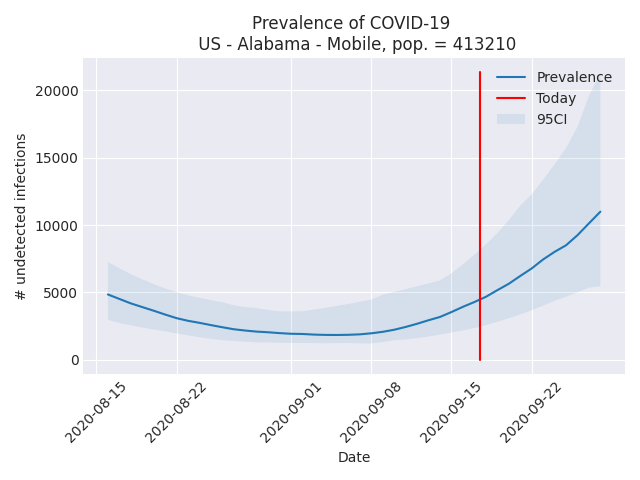 Prevalence of COVID-19
US - Alabama - Mobile, pop. = 413210
Prevalence
Today
95CI
20000
15000
10000
5000
0
# undetected infections
2020-08-15
2020-08-22
2020-09-01
2020-09-08
2020-09-15
2020-09-22
Date